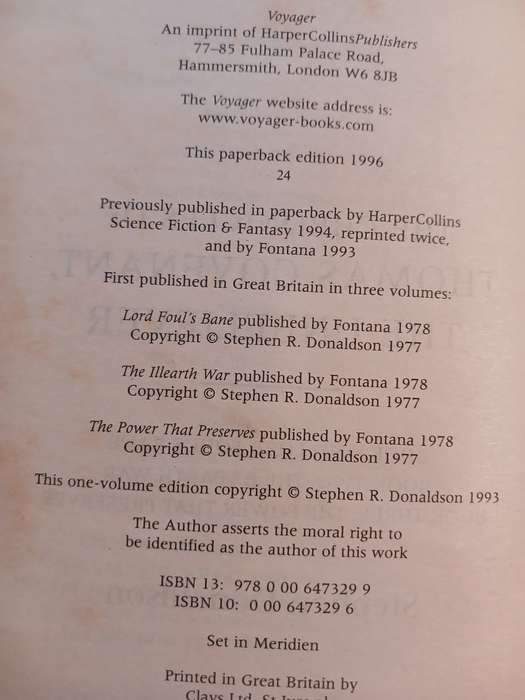 Voyager
An imprint of HarperCollinsPublishers
77–85 Fulham Palace Road,
Hammersmith, London W6 8JB
The Voyager website address is:
www.voyager-books.com
This paperback edition 1996
24
Previously published in paperback by HarperCollins
Science Fiction & Fantasy 1994, reprinted twice,
and by Fontana 1993
First published in Great Britain in three volumes:
Lord Foul's Bane published by Fontana 1978
Copyright © Stephen R. Donaldson 1977
The Illearth War published by Fontana 1978
Copyright © Stephen R. Donaldson 1977
The Power That Preserves published by Fontana 1978
Copyright © Stephen R. Donaldson 1977
This one-volume edition copyright © Stephen R. Donaldson 1993
The Author asserts the moral right to
be identified as the author of this work
ISBN 13: 978 0 00 647329 9
ISBN 10: 0 00 647329 6
Set in Meridien
Printed in Great Britain by
Clays Ltd, St